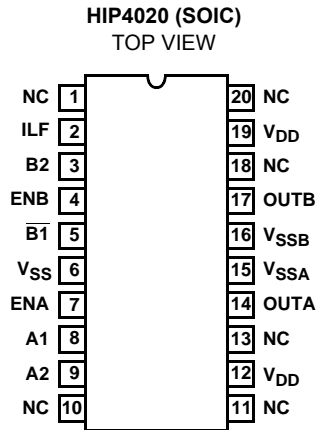 HIP4020 (SOIC)
TOP VIEW
NC 1 20 NC
ILF 2 19 VDD
B2 3 18 NC
ENB 4 17 OUTB
B̅1̅ 5 16 VSSB
VSS 6 15 VSSA
ENA 7 14 OUTA
A1 8 13 NC
A2 9 12 VDD
NC 10 11 NC